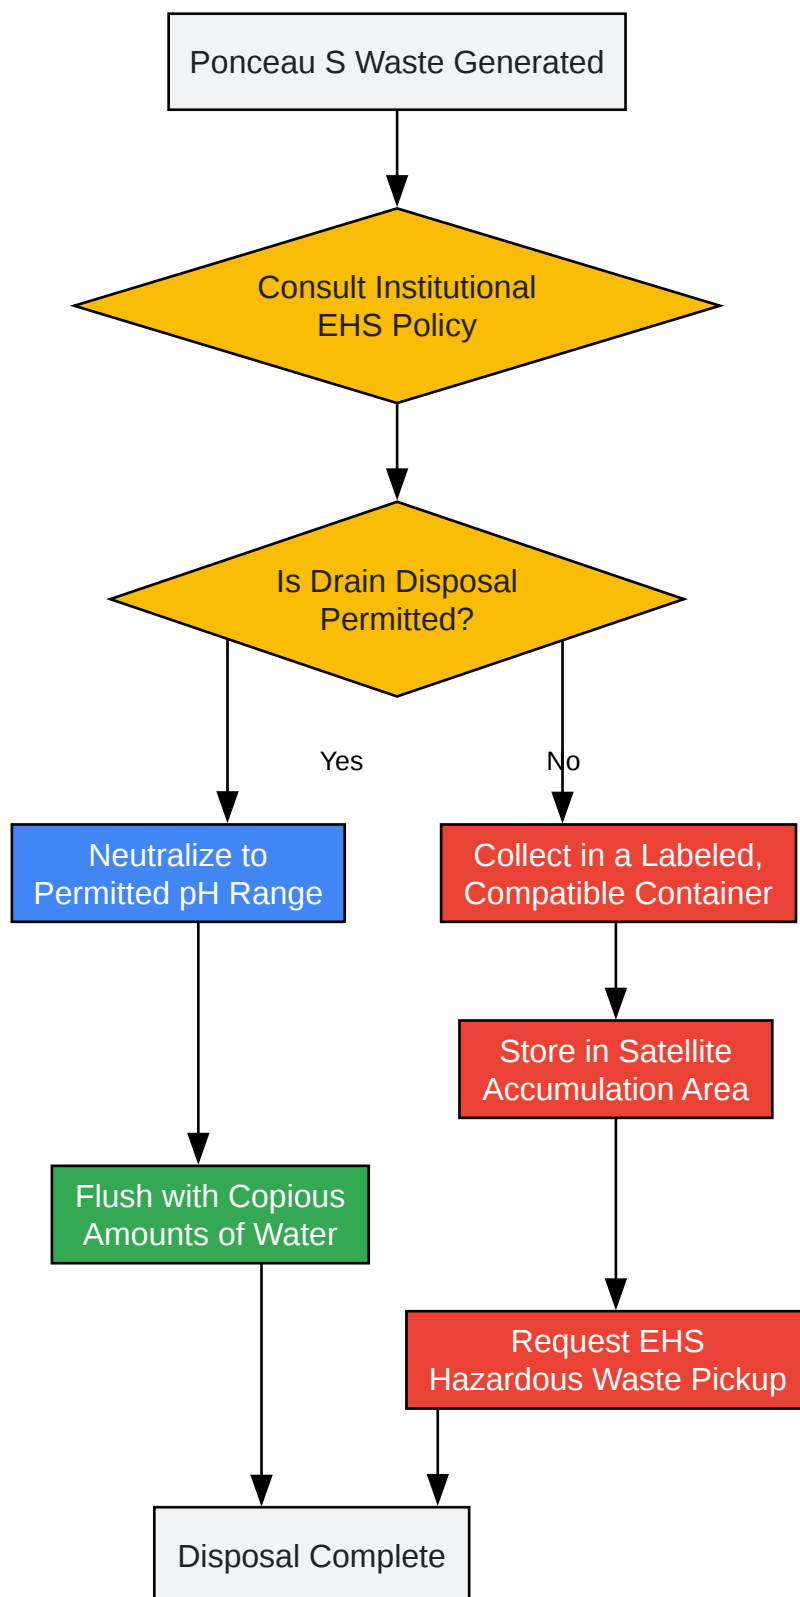 Ponceau S Waste Generated
Consult Institutional
EHS Policy
Is Drain Disposal
Permitted?
Yes
No
Neutralize to
Permitted pH Range
Collect in a Labeled,
Compatible Container
Store in Satellite
Accumulation Area
Flush with Copious
Amounts of Water
Request EHS
Hazardous Waste Pickup
Disposal Complete